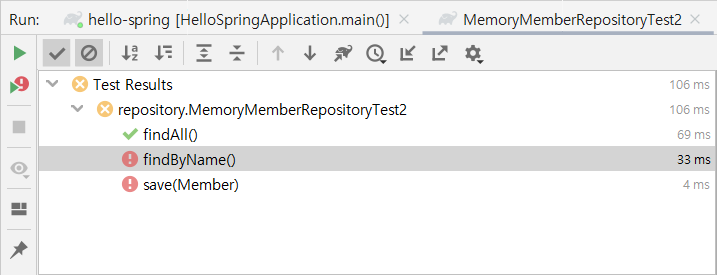 Run: hello-spring [HelloSpringApplication.main()] × MemoryMemberRepositoryTest2 ×
Test Results 106 ms
repository.MemoryMemberRepositoryTest2 106 ms
findAll() 69 ms
findByName() 33 ms
save(Member) 4 ms